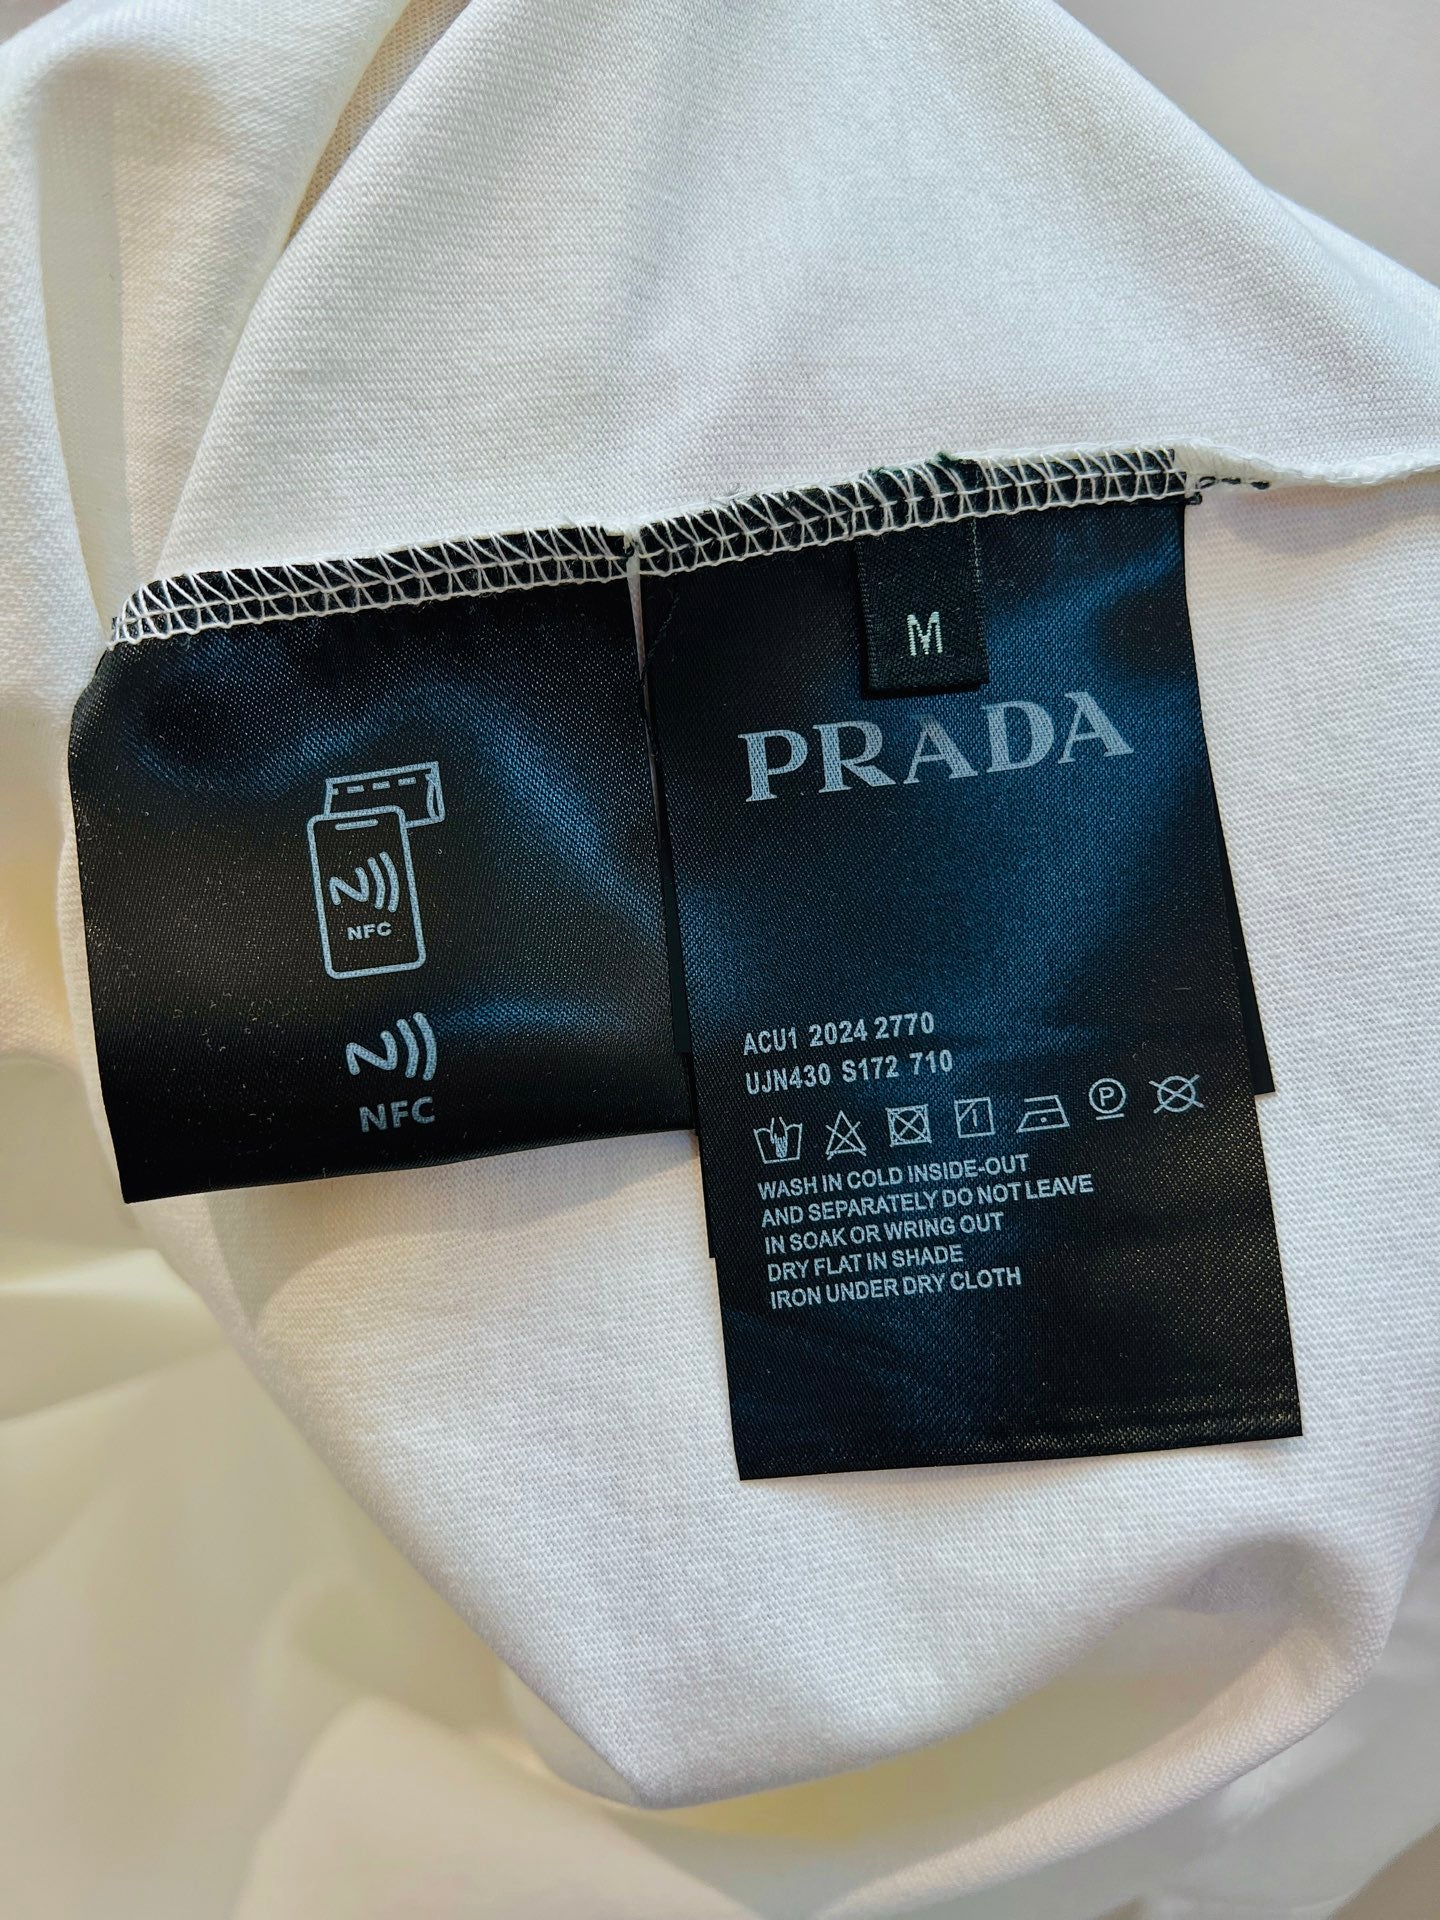 NFC
NFC
M
PRADA
ACU1 2024 2770
UJN430 S172 710
1
P
WASH IN COLD INSIDE-OUT
AND SEPARATELY DO NOT LEAVE
IN SOAK OR WRING OUT
DRY FLAT IN SHADE
IRON UNDER DRY CLOTH